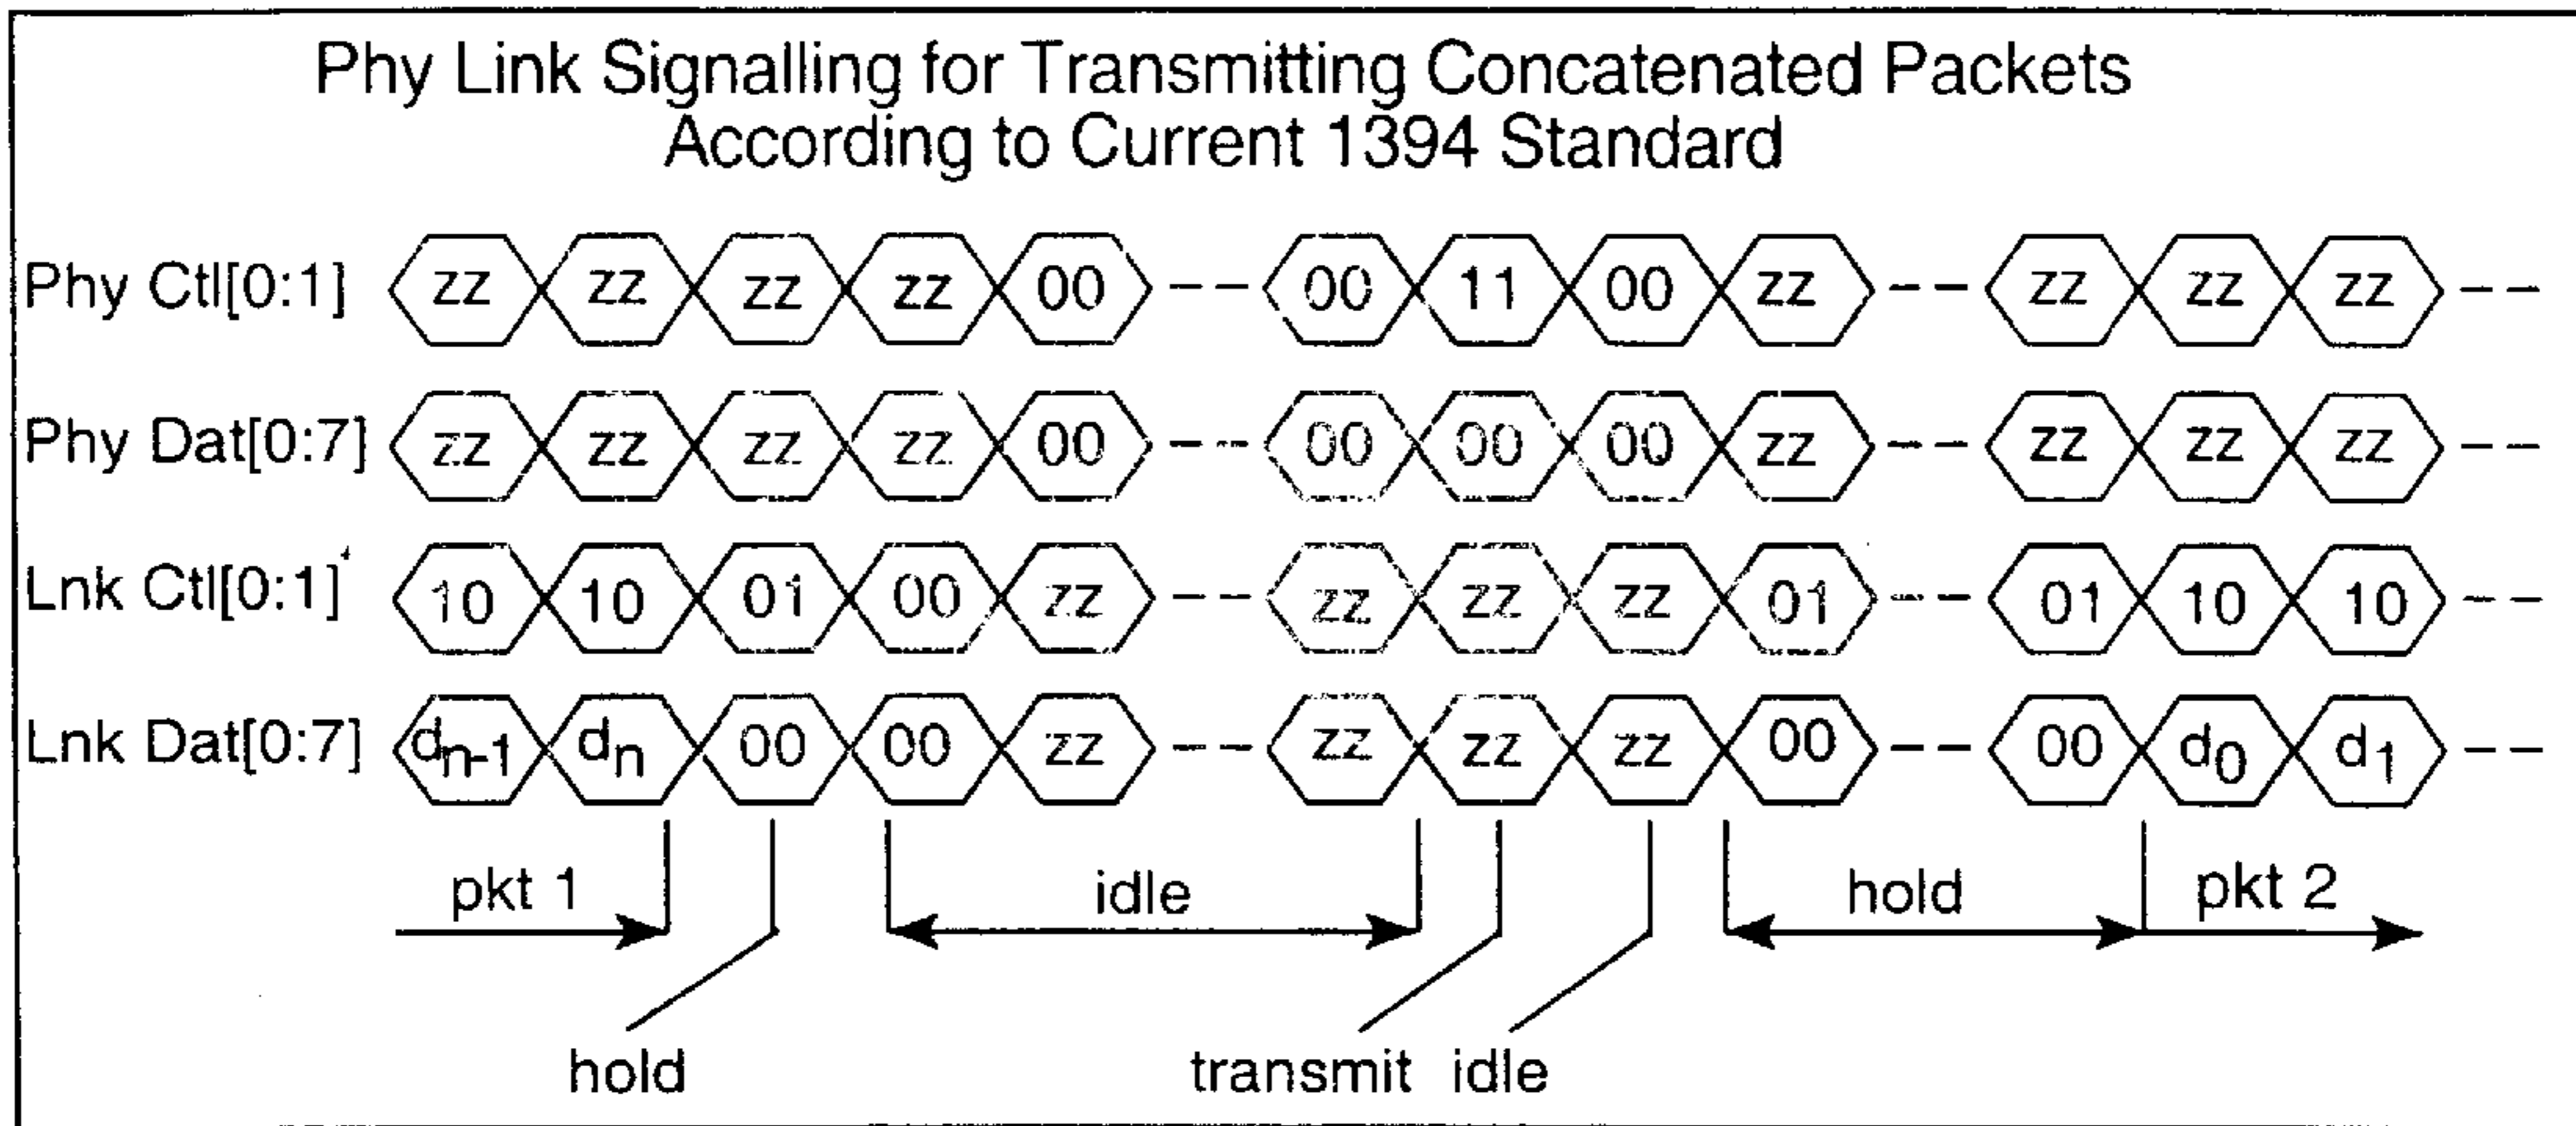 Phy Link Signalling for Transmitting Concatenated Packets
According to Current 1394 Standard
Phy Ctl[0:1] zz zz zz zz 00 -- 00 11 00 zz -- zz zz zz --
Phy Dat[0:7] zz zz zz zz 00 -- 00 00 00 zz -- zz zz zz --
Lnk Ctl[0:1] 10 10 01 00 zz -- zz zz zz 01 -- 01 10 10 --
Lnk Dat[0:7] dn-1 dn 00 00 zz -- zz zz zz 00 -- 00 d0 d1 --
pkt 1 idle hold pkt 2
hold transmit idle